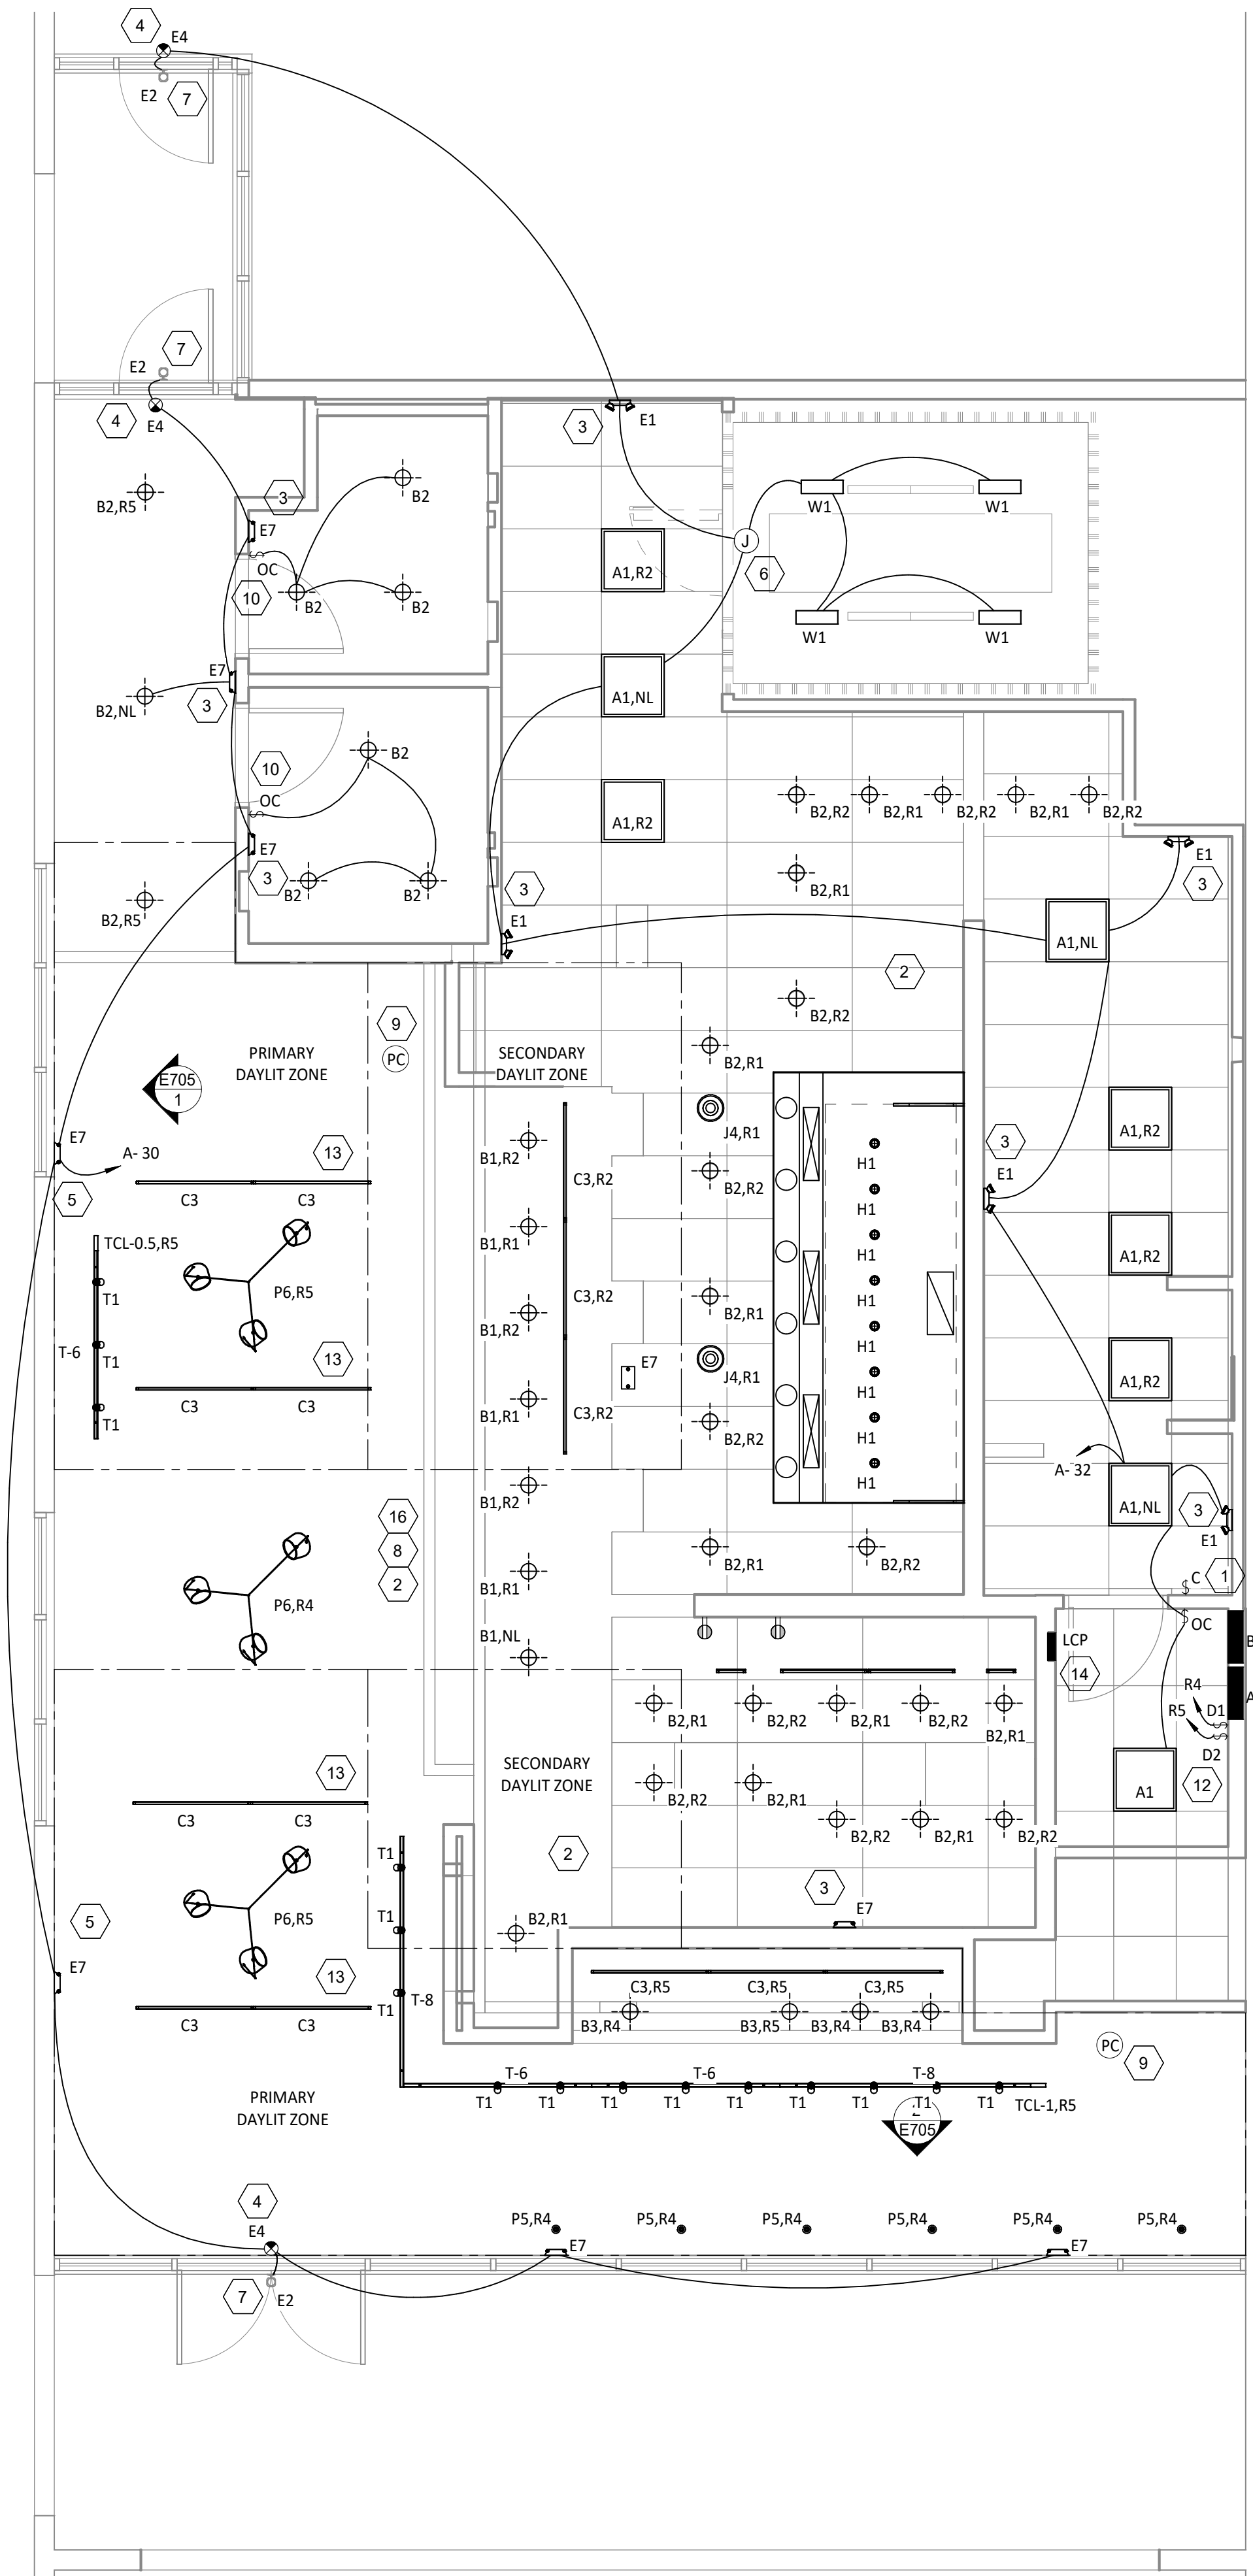 4
E4
E2
7
7
E2
4
E4
3
E1
B2,R5
3
B2
W1
W1
E7
J
OC
6
A1,R2
10
B2
B2
W1
W1
E7
B2,NL
3
A1,NL
B2
10
OC
B2,R2
B2,R1
B2,R2
B2,R1
B2,R2
A1,R2
E7
E1
3
B2
B2
B2,R1
3
3
B2,R5
E1
A1,NL
2
B2,R2
9
PC
PRIMARY
DAYLIT ZONE
SECONDARY
DAYLIT ZONE
B2,R1
E705
1
J4,R1
A1,R2
E7
A- 30
13
B1,R2
C3,R2
B2,R2
H1
3
E1
5
C3
C3
H1
TCL-0.5,R5
B1,R1
H1
A1,R2
P6,R5
T1
C3,R2
B2,R1
H1
T-6
T1
13
B1,R2
E7
H1
J4,R1
A1,R2
C3
C3
H1
T1
B1,R1
C3,R2
B2,R2
H1
A- 32
H1
16
B1,R2
A1,NL
3
E1
8
B2,R1
B2,R2
2
B1,R1
C
1
P6,R4
OC
B1,NL
LCP
B
14
R4
A
B2,R1
B2,R2
B2,R1
B2,R2
B2,R1
R5
D1
D2
SECONDARY
DAYLIT ZONE
13
B2,R2
B2,R1
A1
12
C3
C3
B2,R2
B2,R1
B2,R2
T1
2
3
P6,R5
T1
E7
5
B2,R1
13
E7
C3,R5
C3,R5
C3,R5
T1
T-8
C3
C3
B3,R4
B3,R5
B3,R4
B3,R4
PC
9
T-6
T-6
T-8
PRIMARY
DAYLIT ZONE
T1
T1
T1
T1
T1
T1
T1
T1
T1
TCL-1,R5
E705
4
P5,R4
P5,R4
P5,R4
P5,R4
P5,R4
P5,R4
E4
E7
E7
7
E2